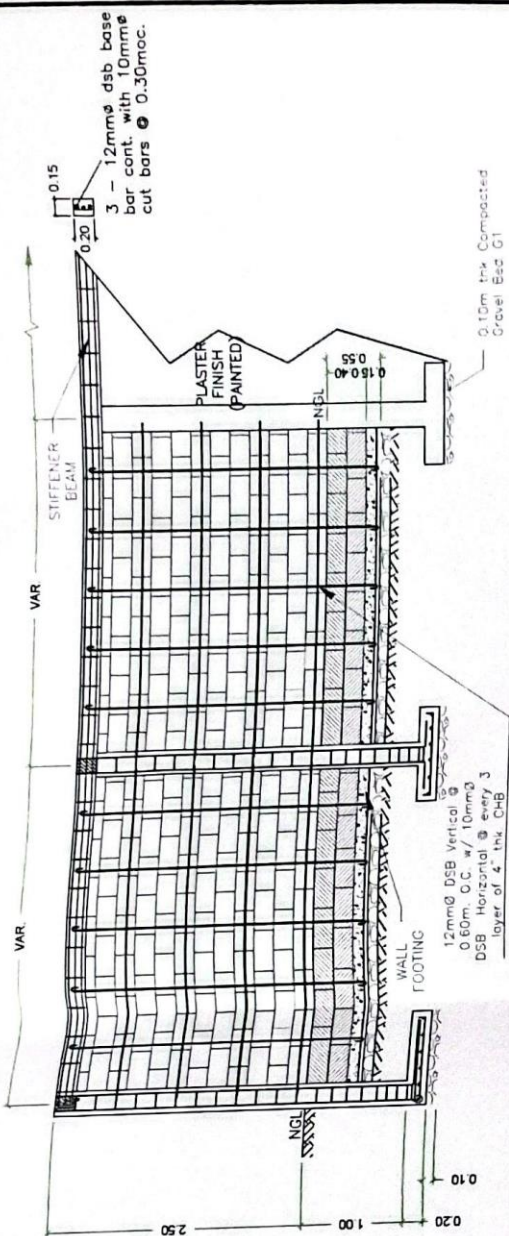 VAR.
VAR.
STIFFENER
BEAM
0.15
0.20
3 - 12mmø dsb base
bar cont. with 10mmø
cut bars @ 0.30moc.
PLASTER
FINISH
(PAINTED)
NGL
0.15
0.40
0.55
2.50
NGL
1.00
0.20
0.10
WALL
FOOTING
12mmØ DSB Vertical @
0.60m. O.C. w/ 10mmØ
DSB Horizontal @ every 3
layer of 4" thk. CHB
0.10m thk Compacted
Gravel Bed G1